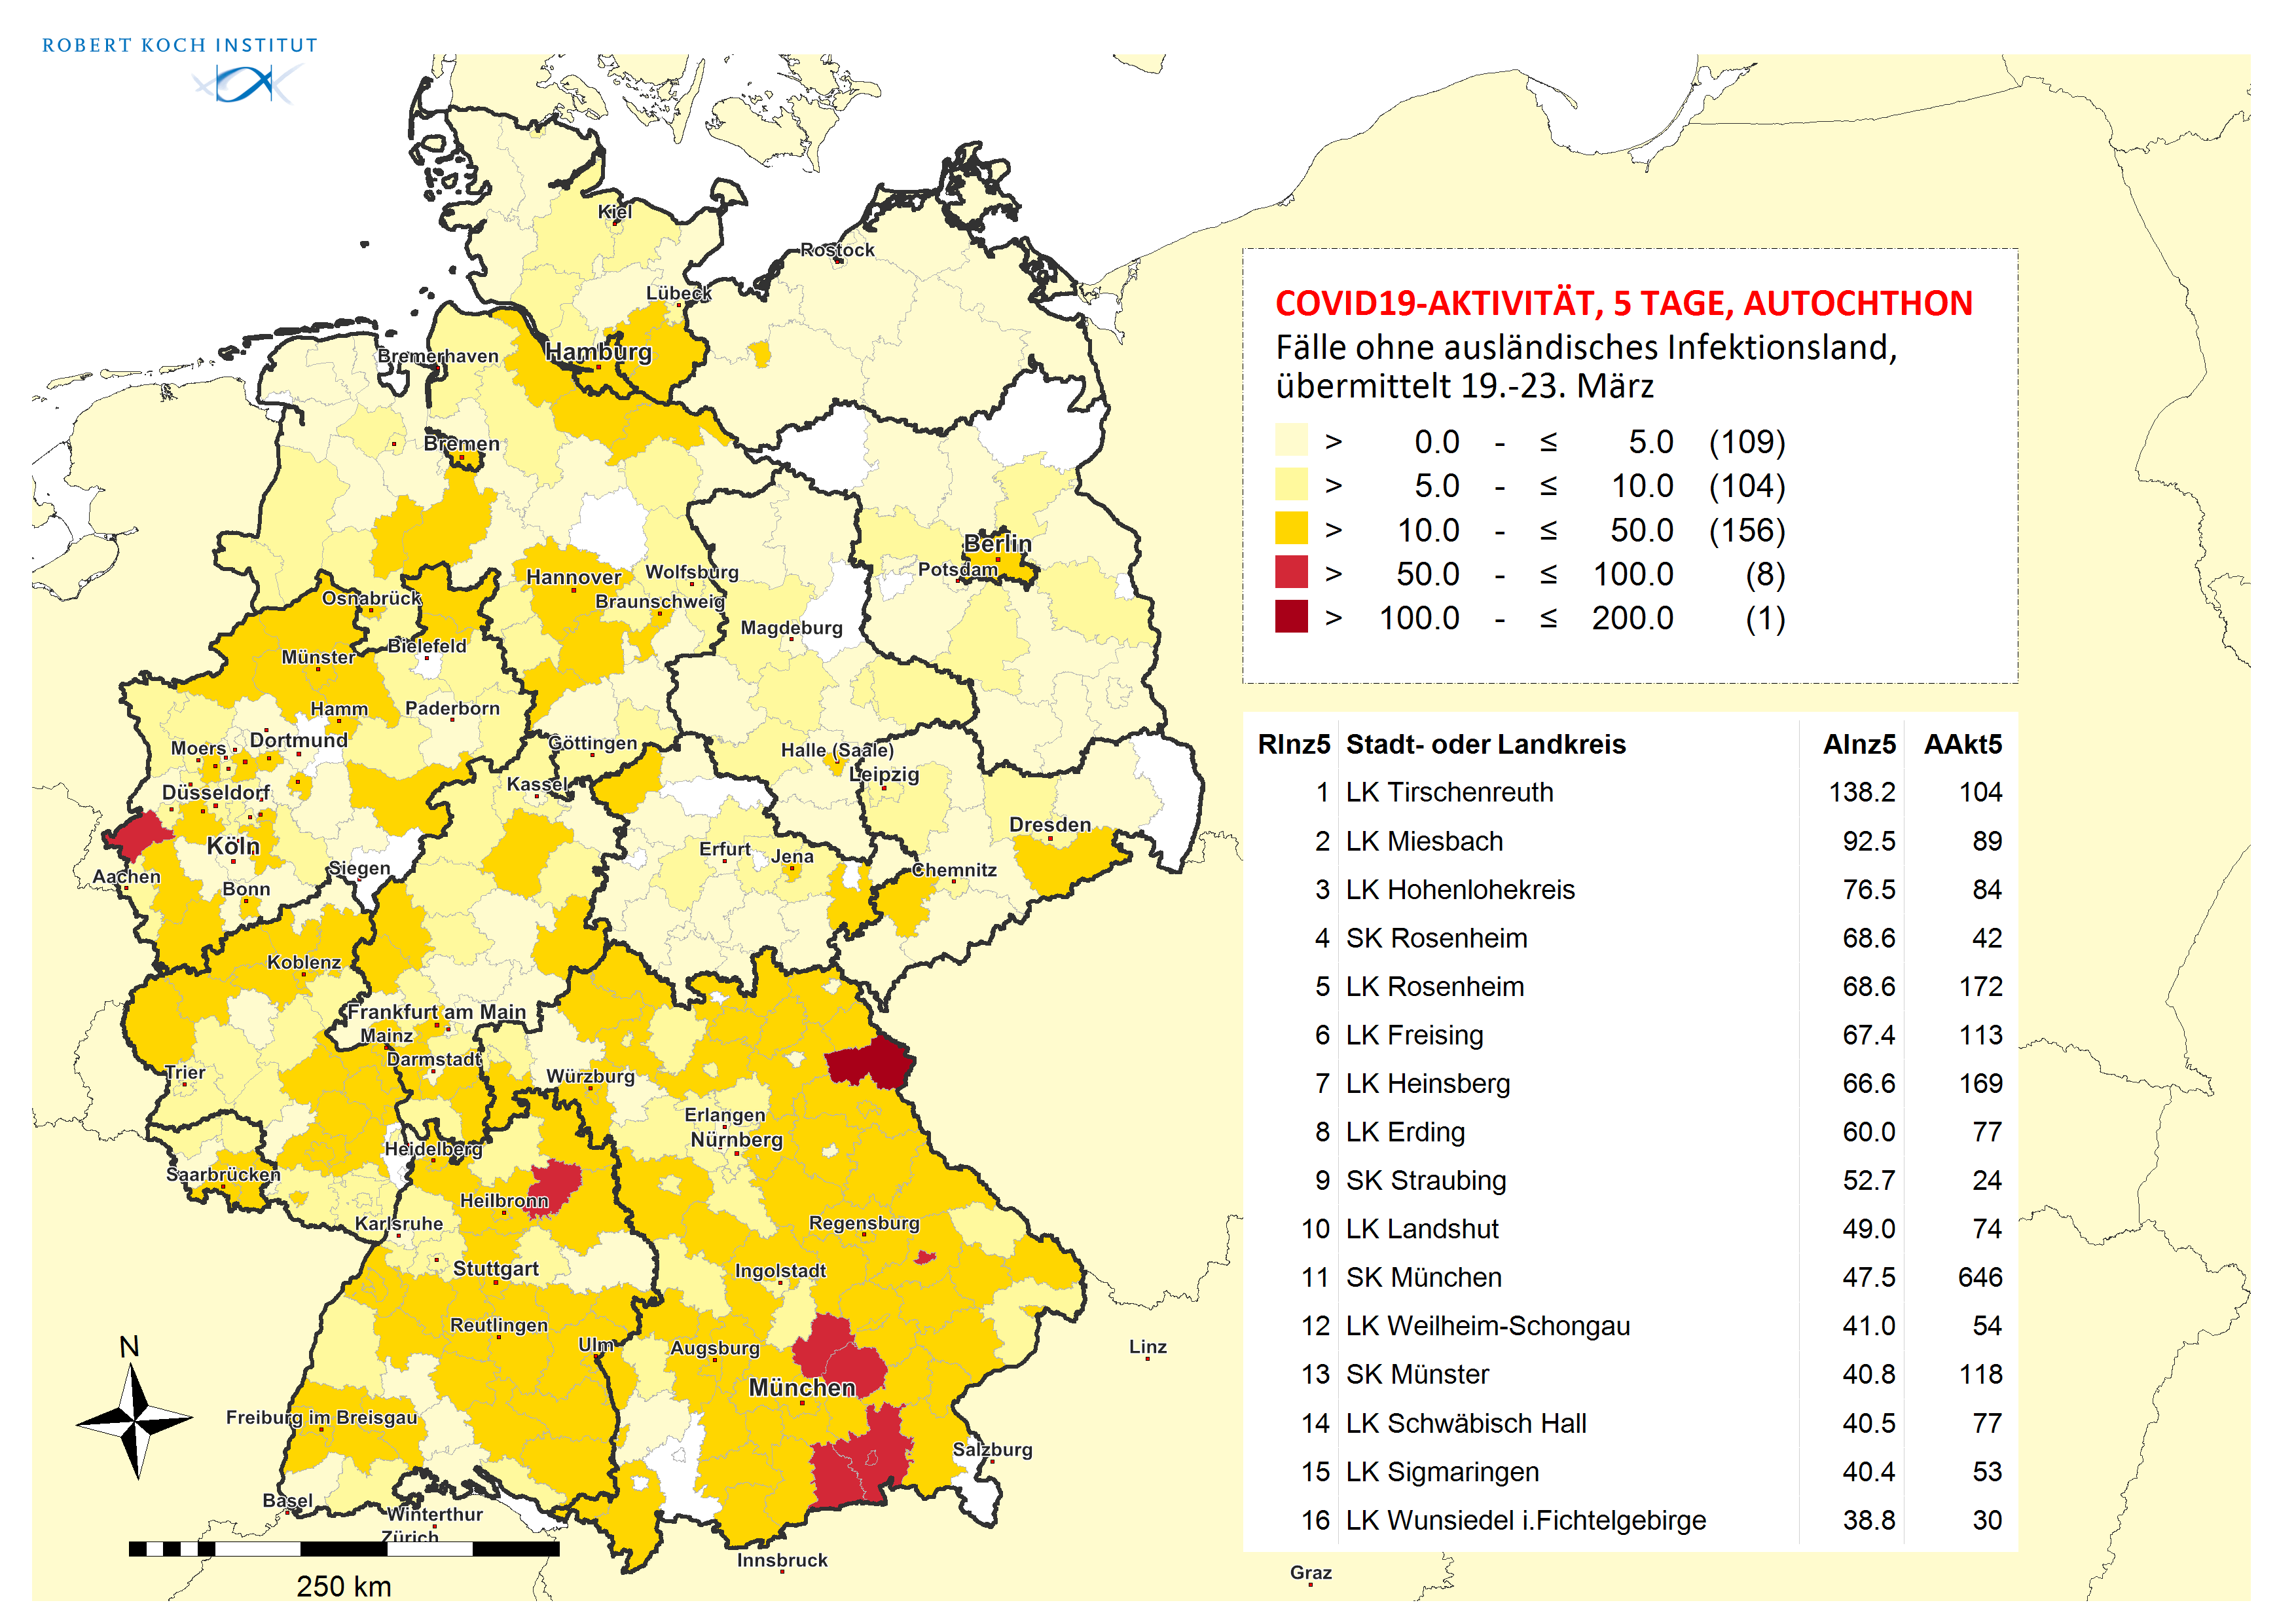 ROBERT KOCH INSTITUT
Kiel
Rostock
Lübeck
Hamburg
Bremerhaven
Bremen
Berlin
Potsdam
Hannover
Wolfsburg
Braunschweig
Osnabrück
Magdeburg
Bielefeld
Münster
Hamm
Paderborn
Dortmund
Moers
Göttingen
Halle (Saale)
Leipzig
Kassel
Düsseldorf
Dresden
Köln
Erfurt
Jena
Chemnitz
Siegen
Aachen
Bonn
Koblenz
Frankfurt am Main
Mainz
Darmstadt
Trier
Würzburg
Erlangen
Nürnberg
Heidelberg
Saarbrücken
Heilbronn
Karlsruhe
Regensburg
Stuttgart
Ingolstadt
Reutlingen
Ulm
Augsburg
Linz
München
Freiburg im Breisgau
Salzburg
Basel
Winterthur
Zürich
Innsbruck
Graz
N
250 km
COVID19-AKTIVITÄT, 5 TAGE, AUTOCHTHON
Fälle ohne ausländisches Infektionsland,
übermittelt 19.-23. März
> 0.0 - ≤ 5.0 (109)
> 5.0 - ≤ 10.0 (104)
> 10.0 - ≤ 50.0 (156)
> 50.0 - ≤ 100.0 (8)
> 100.0 - ≤ 200.0 (1)
RInz5 Stadt- oder Landkreis AInz5 AAkt5
1 LK Tirschenreuth 138.2 104
2 LK Miesbach 92.5 89
3 LK Hohenlohekreis 76.5 84
4 SK Rosenheim 68.6 42
5 LK Rosenheim 68.6 172
6 LK Freising 67.4 113
7 LK Heinsberg 66.6 169
8 LK Erding 60.0 77
9 SK Straubing 52.7 24
10 LK Landshut 49.0 74
11 SK München 47.5 646
12 LK Weilheim-Schongau 41.0 54
13 SK Münster 40.8 118
14 LK Schwäbisch Hall 40.5 77
15 LK Sigmaringen 40.4 53
16 LK Wunsiedel i.Fichtelgebirge 38.8 30